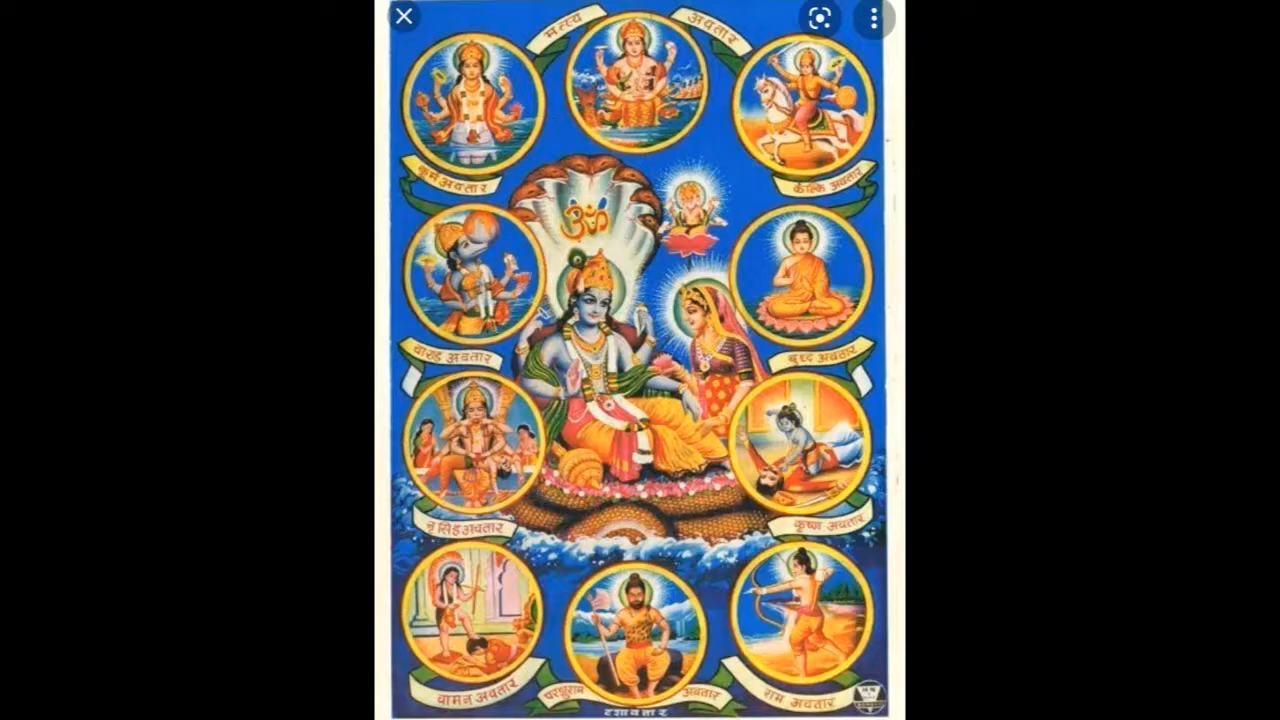 मत्स्य अवतार
कूर्म अवतार
कल्कि अवतार
ॐ
वाराह अवतार
बुध्द अवतार
नृसिंह अवतार
कृष्ण अवतार
वामन अवतार
परशुराम अवतार
राम अवतार
दशावतार